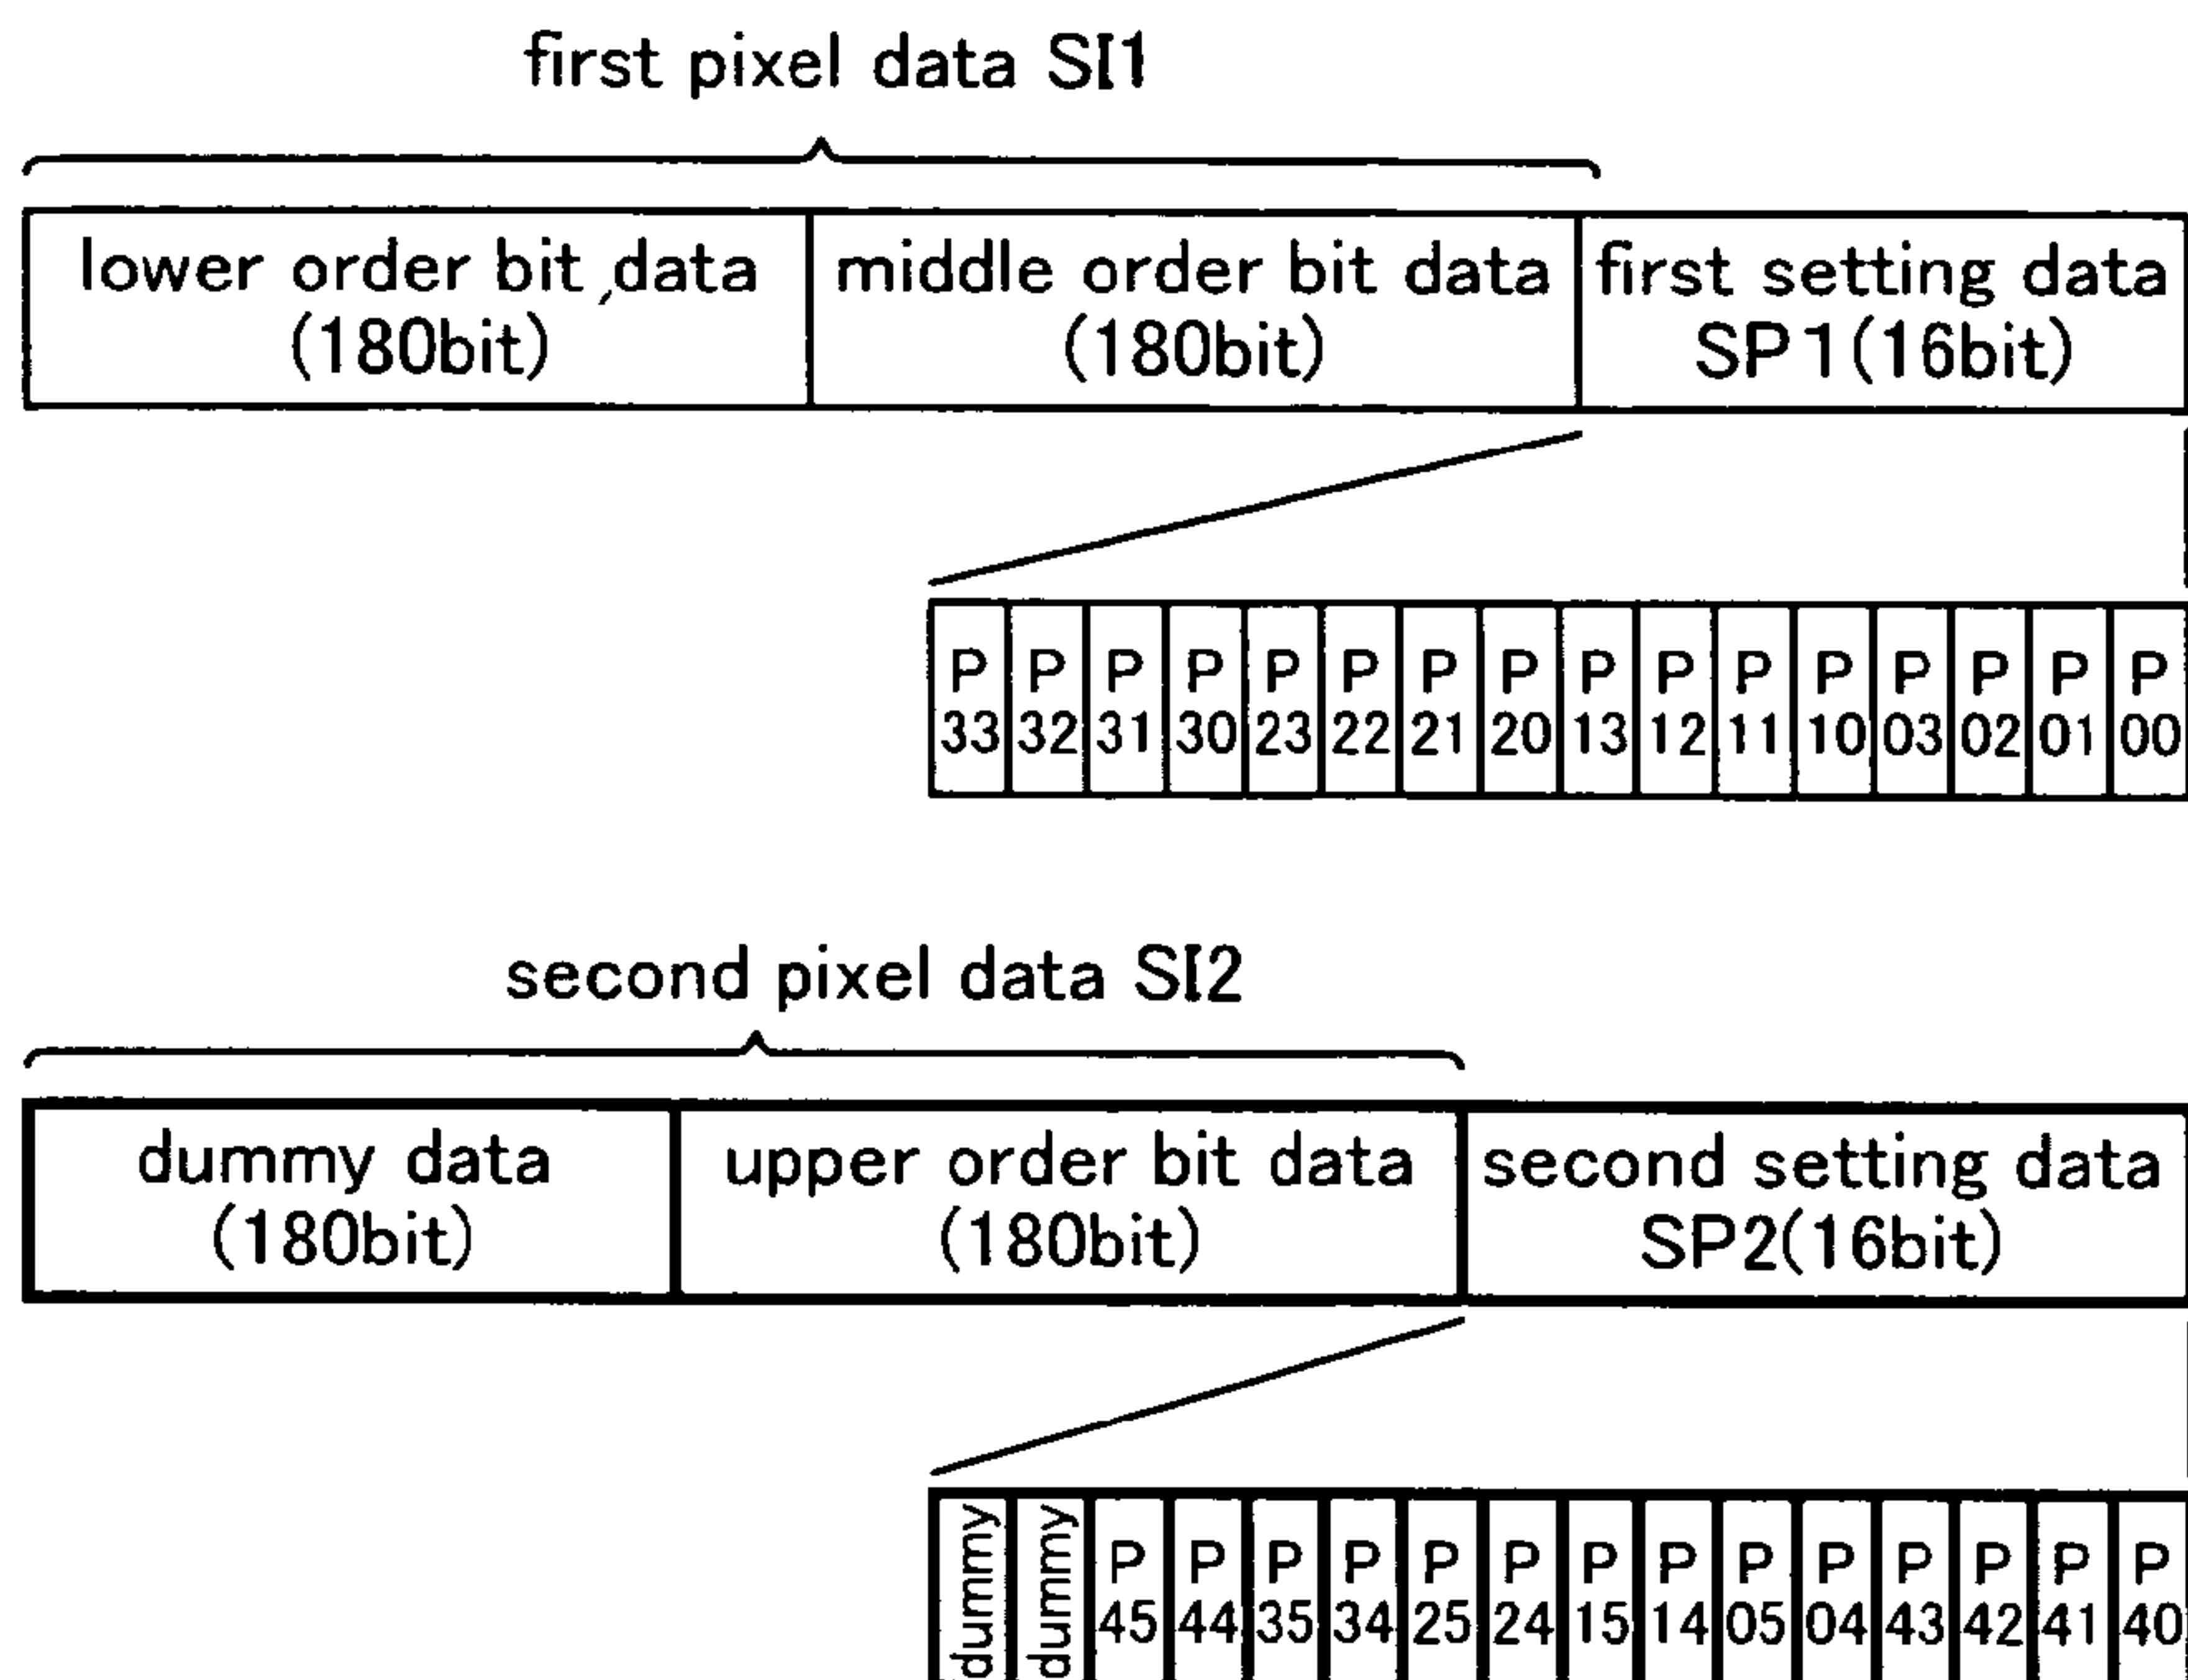 first pixel data SI1
lower order bit data
(180bit)
middle order bit data
(180bit)
first setting data
SP1(16bit)
P P P P P P P P P P P P P P P P
33 32 31 30 23 22 21 20 13 12 11 10 03 02 01 00
second pixel data SI2
dummy data
(180bit)
upper order bit data
(180bit)
second setting data
SP2(16bit)
dummy
dummy
P P P P P P P P P P P P P P
45 44 35 34 25 24 15 14 05 04 43 42 41 40